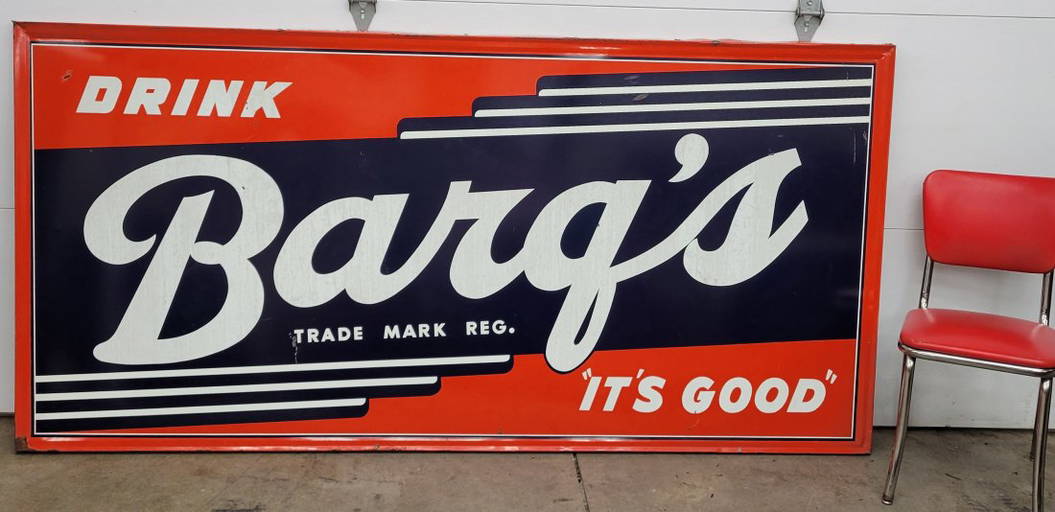 DRINK
Barq's
TRADE MARK REG.
"IT'S GOOD"